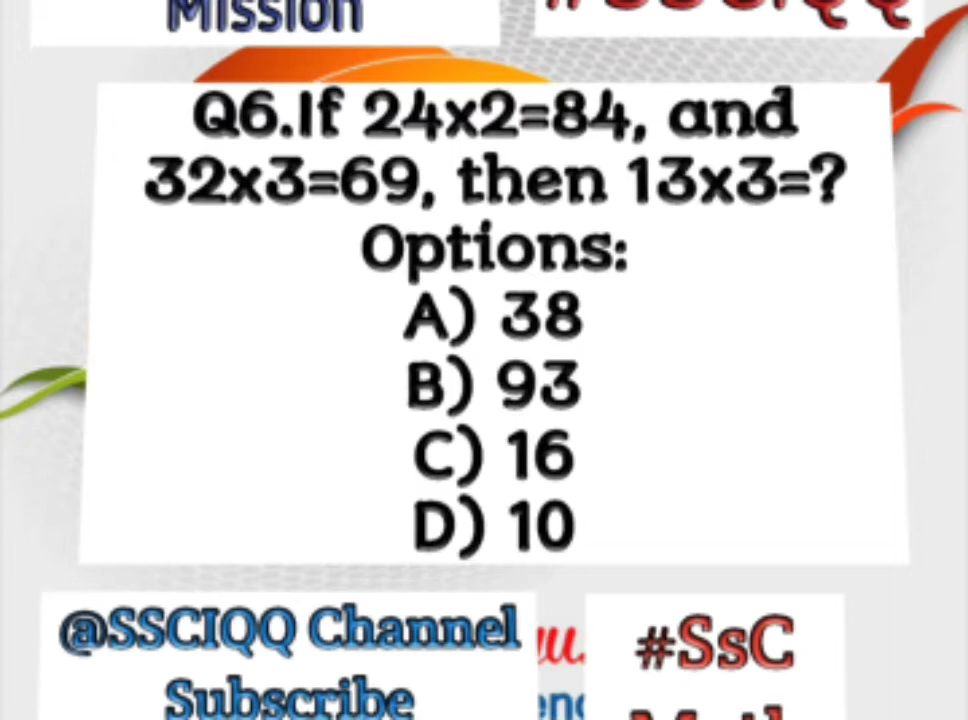 Mission
#SSCIQQ
Q6.If 24x2=84, and
32x3=69, then 13x3=?
Options:
A) 38
B) 93
C) 16
D) 10
@SSCIQQ Channel
Subscribe
#SsC